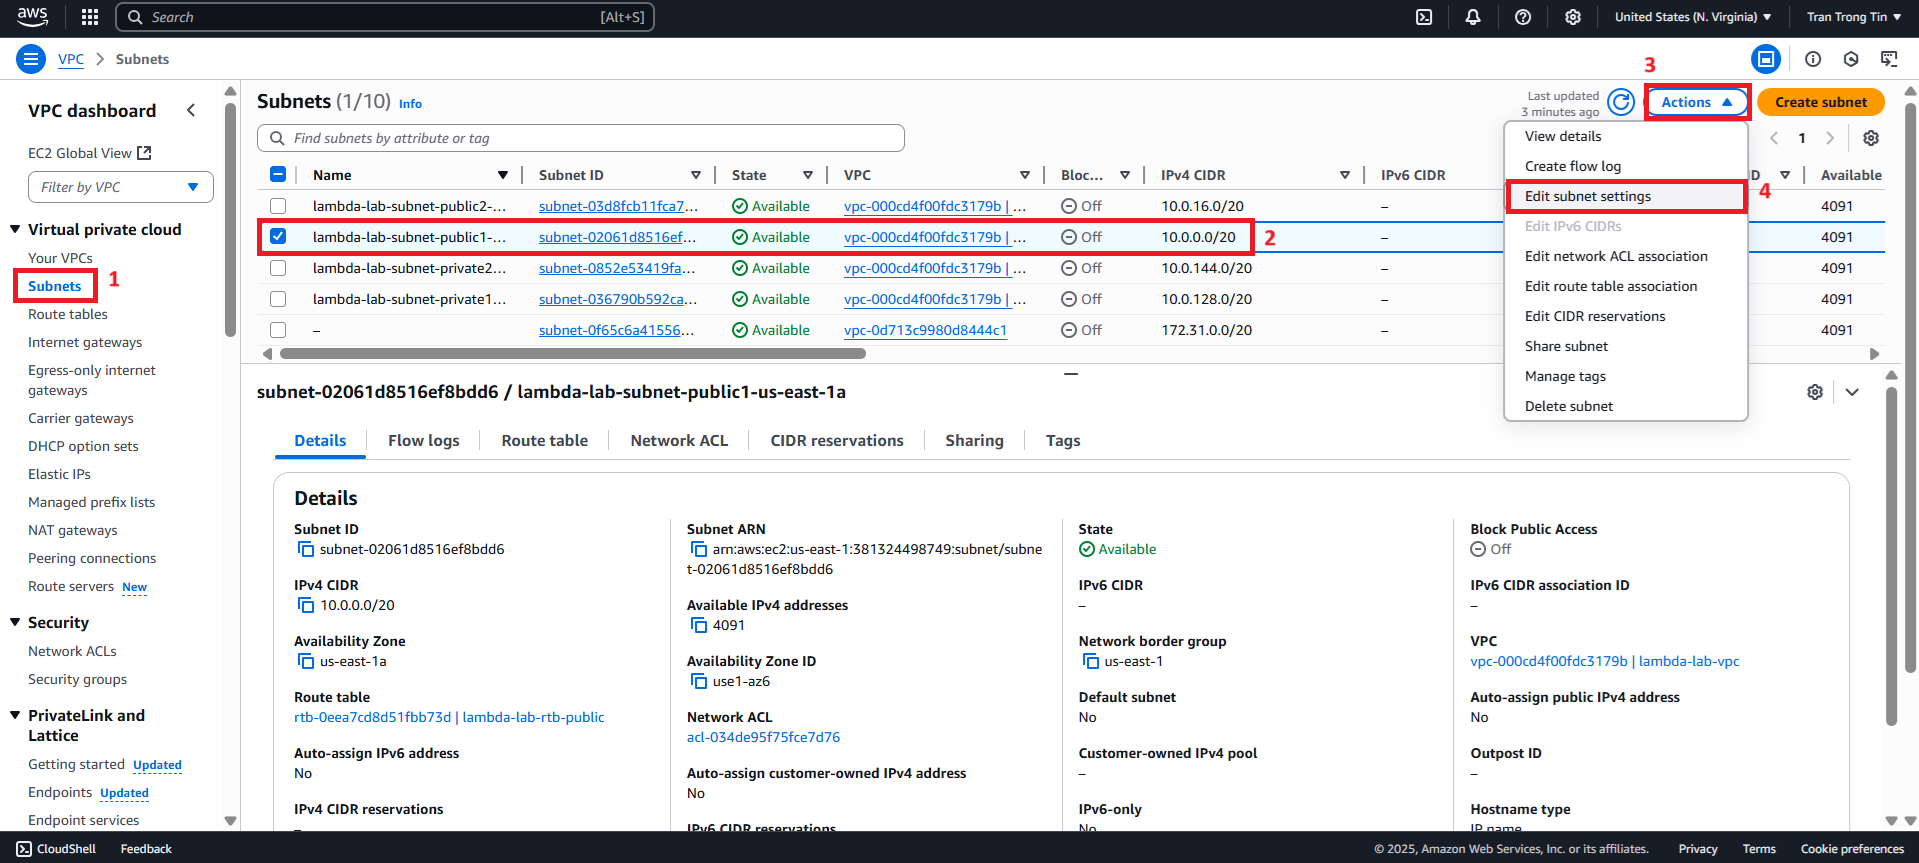 aws
Search
[Alt+S]
United States (N. Virginia)
Tran Trong Tin
VPC
Subnets
VPC dashboard
EC2 Global View
Filter by VPC
Virtual private cloud
Your VPCs
Subnets
1
Route tables
Internet gateways
Egress-only internet
gateways
Carrier gateways
DHCP option sets
Elastic IPs
Managed prefix lists
NAT gateways
Peering connections
Route servers New
Security
Network ACLs
Security groups
PrivateLink and
Lattice
Getting started Updated
Endpoints Updated
Endpoint services
Subnets (1/10) Info
Last updated
3 minutes ago
3
Actions
Create subnet
Find subnets by attribute or tag
1
Name Subnet ID State VPC Bloc... IPv4 CIDR IPv6 CIDR ID Available
lambda-lab-subnet-public2-... subnet-03d8fcb11fca7... Available vpc-000cd4f00fdc3179b | ... Off 10.0.16.0/20 – 4091
lambda-lab-subnet-public1-... subnet-02061d8516ef... Available vpc-000cd4f00fdc3179b | ... Off 10.0.0.0/20 2 – 4091
lambda-lab-subnet-private2... subnet-0852e53419fa... Available vpc-000cd4f00fdc3179b | ... Off 10.0.144.0/20 – 4091
lambda-lab-subnet-private1... subnet-036790b592ca... Available vpc-000cd4f00fdc3179b | ... Off 10.0.128.0/20 – 4091
– subnet-0f65c6a41556... Available vpc-0d713c9980d8444c1 Off 172.31.0.0/20 – 4091
View details
Create flow log
Edit subnet settings 4
Edit IPv6 CIDRs
Edit network ACL association
Edit route table association
Edit CIDR reservations
Share subnet
Manage tags
Delete subnet
subnet-02061d8516ef8bdd6 / lambda-lab-subnet-public1-us-east-1a
Details Flow logs Route table Network ACL CIDR reservations Sharing Tags
Details
Subnet ID
subnet-02061d8516ef8bdd6
IPv4 CIDR
10.0.0.0/20
Availability Zone
us-east-1a
Route table
rtb-0eea7cd8d51fbb73d | lambda-lab-rtb-public
Auto-assign IPv6 address
No
IPv4 CIDR reservations
–
Subnet ARN
arn:aws:ec2:us-east-1:381324498749:subnet/subne
t-02061d8516ef8bdd6
Available IPv4 addresses
4091
Availability Zone ID
use1-az6
Network ACL
acl-034de95f75fce7d76
Auto-assign customer-owned IPv4 address
No
IPv6 CIDR reservations
State
Available
IPv6 CIDR
–
Network border group
us-east-1
Default subnet
No
Customer-owned IPv4 pool
–
IPv6-only
No
Block Public Access
Off
IPv6 CIDR association ID
–
VPC
vpc-000cd4f00fdc3179b | lambda-lab-vpc
Auto-assign public IPv4 address
No
Outpost ID
–
Hostname type
IP name
CloudShell
Feedback
© 2025, Amazon Web Services, Inc. or its affiliates.
Privacy
Terms
Cookie preferences